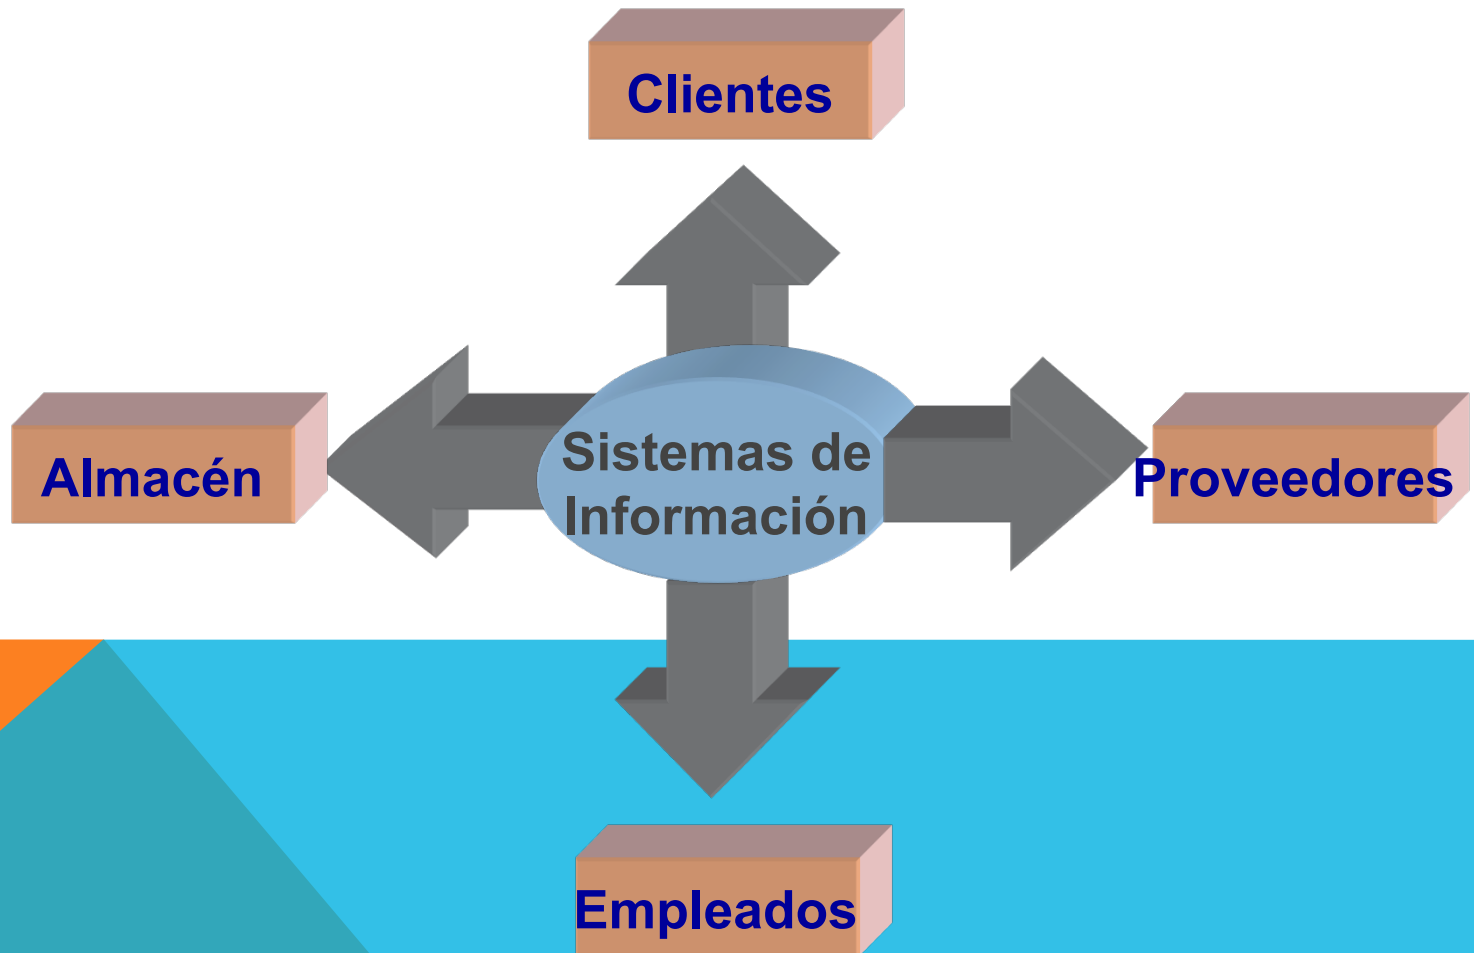 Clientes
Almacén
Sistemas de
Información
Proveedores
Empleados